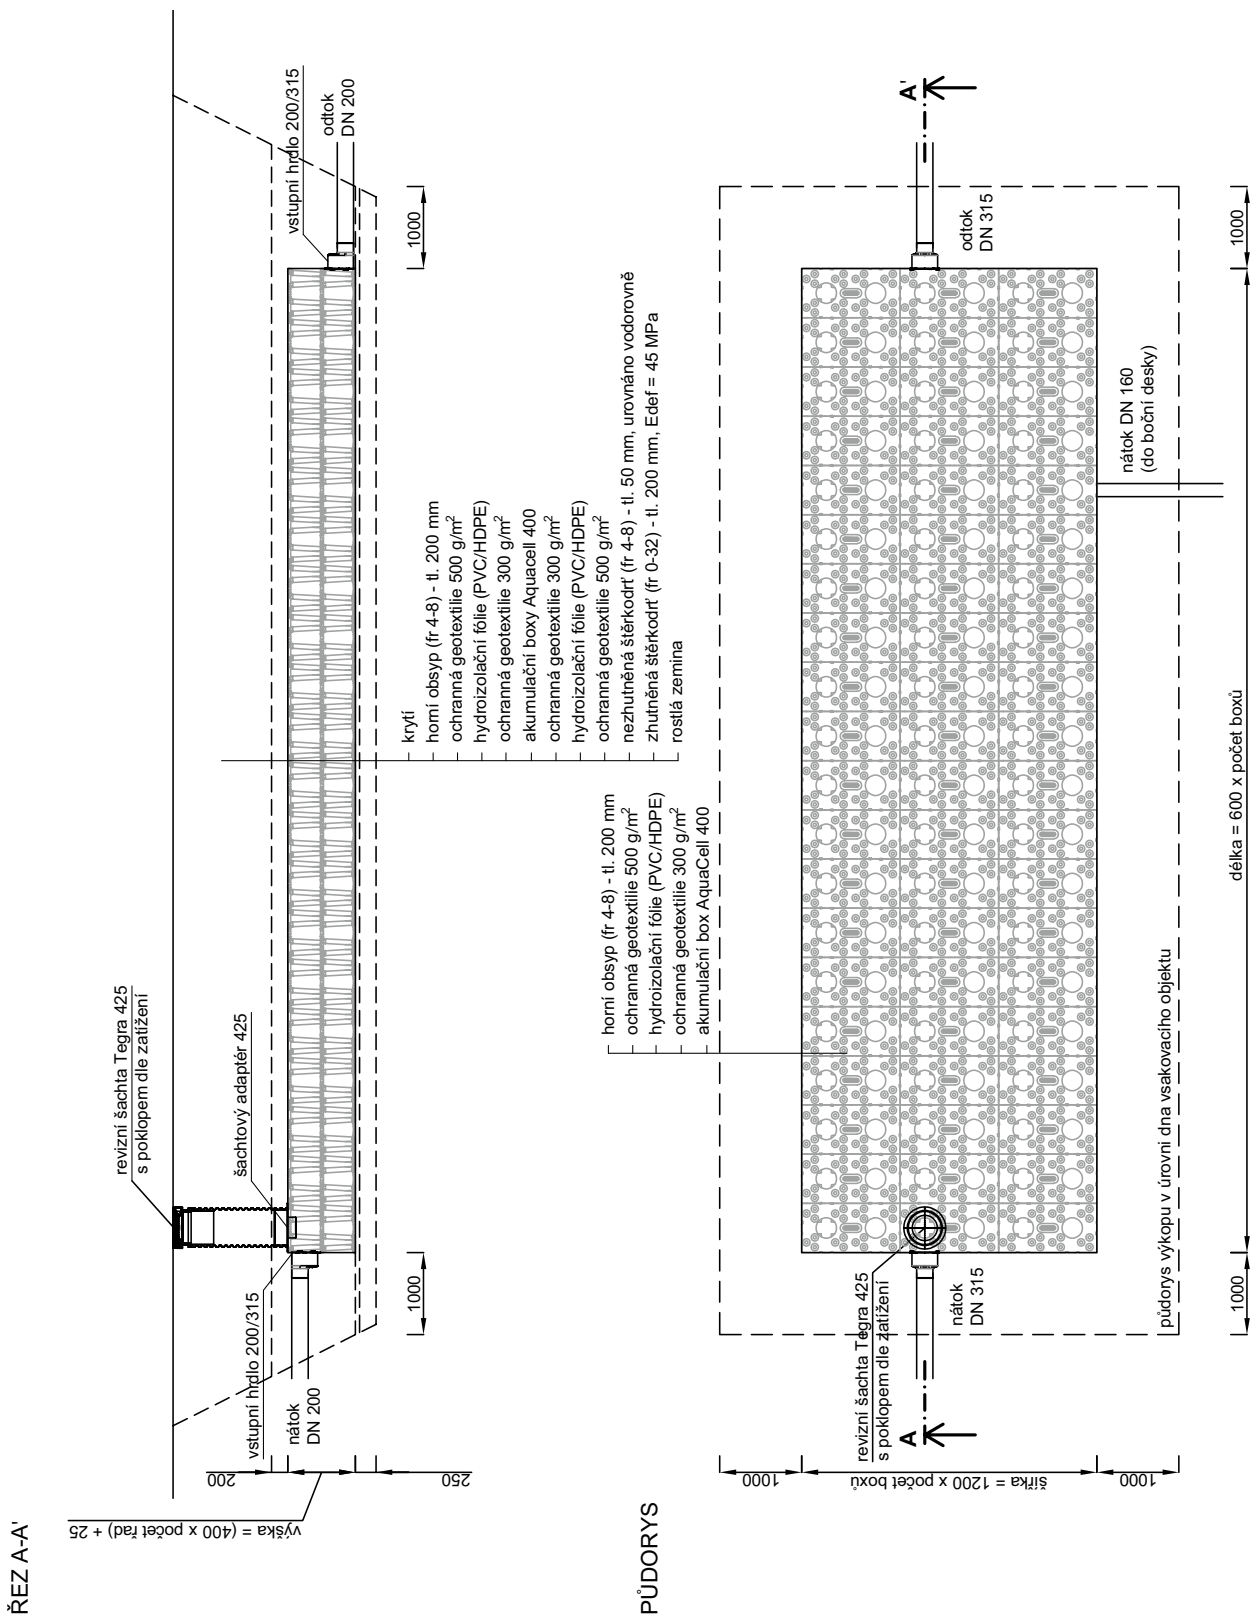 ŘEZ A-A'
výška = (400 x počet řad) + 25
200
250
revizní šachta Tegra 425
s poklopem dle zatížení
šachtový adaptér 425
vstupní hrdlo 200/315
nátok
DN 200
1000
vstupní hrdlo 200/315
odtok
DN 200
1000
krytí
horní obsyp (fr 4-8) - tl. 200 mm
ochranná geotextilie 500 g/m²
hydroizolační fólie (PVC/HDPE)
ochranná geotextilie 300 g/m²
akumulační boxy Aquacell 400
ochranná geotextilie 300 g/m²
hydroizolační fólie (PVC/HDPE)
ochranná geotextilie 500 g/m²
nezhutněná štěrkodrť (fr 4-8) - tl. 50 mm, urovnáno vodorovně
zhutněná štěrkodrť (fr 0-32) - tl. 200 mm, Edef = 45 MPa
rostlá zemina
PŮDORYS
horní obsyp (fr 4-8) - tl. 200 mm
ochranná geotextilie 500 g/m²
hydroizolační fólie (PVC/HDPE)
ochranná geotextilie 300 g/m²
akumulační box AquaCell 400
1000
šířka = 1200 x počet boxů
1000
revizní šachta Tegra 425
s poklopem dle zatížení
A
nátok
DN 315
A'
odtok
DN 315
nátok DN 160
(do boční desky)
půdorys výkopu v úrovni dna vsakovacího objektu
1000
délka = 600 x počet boxů
1000